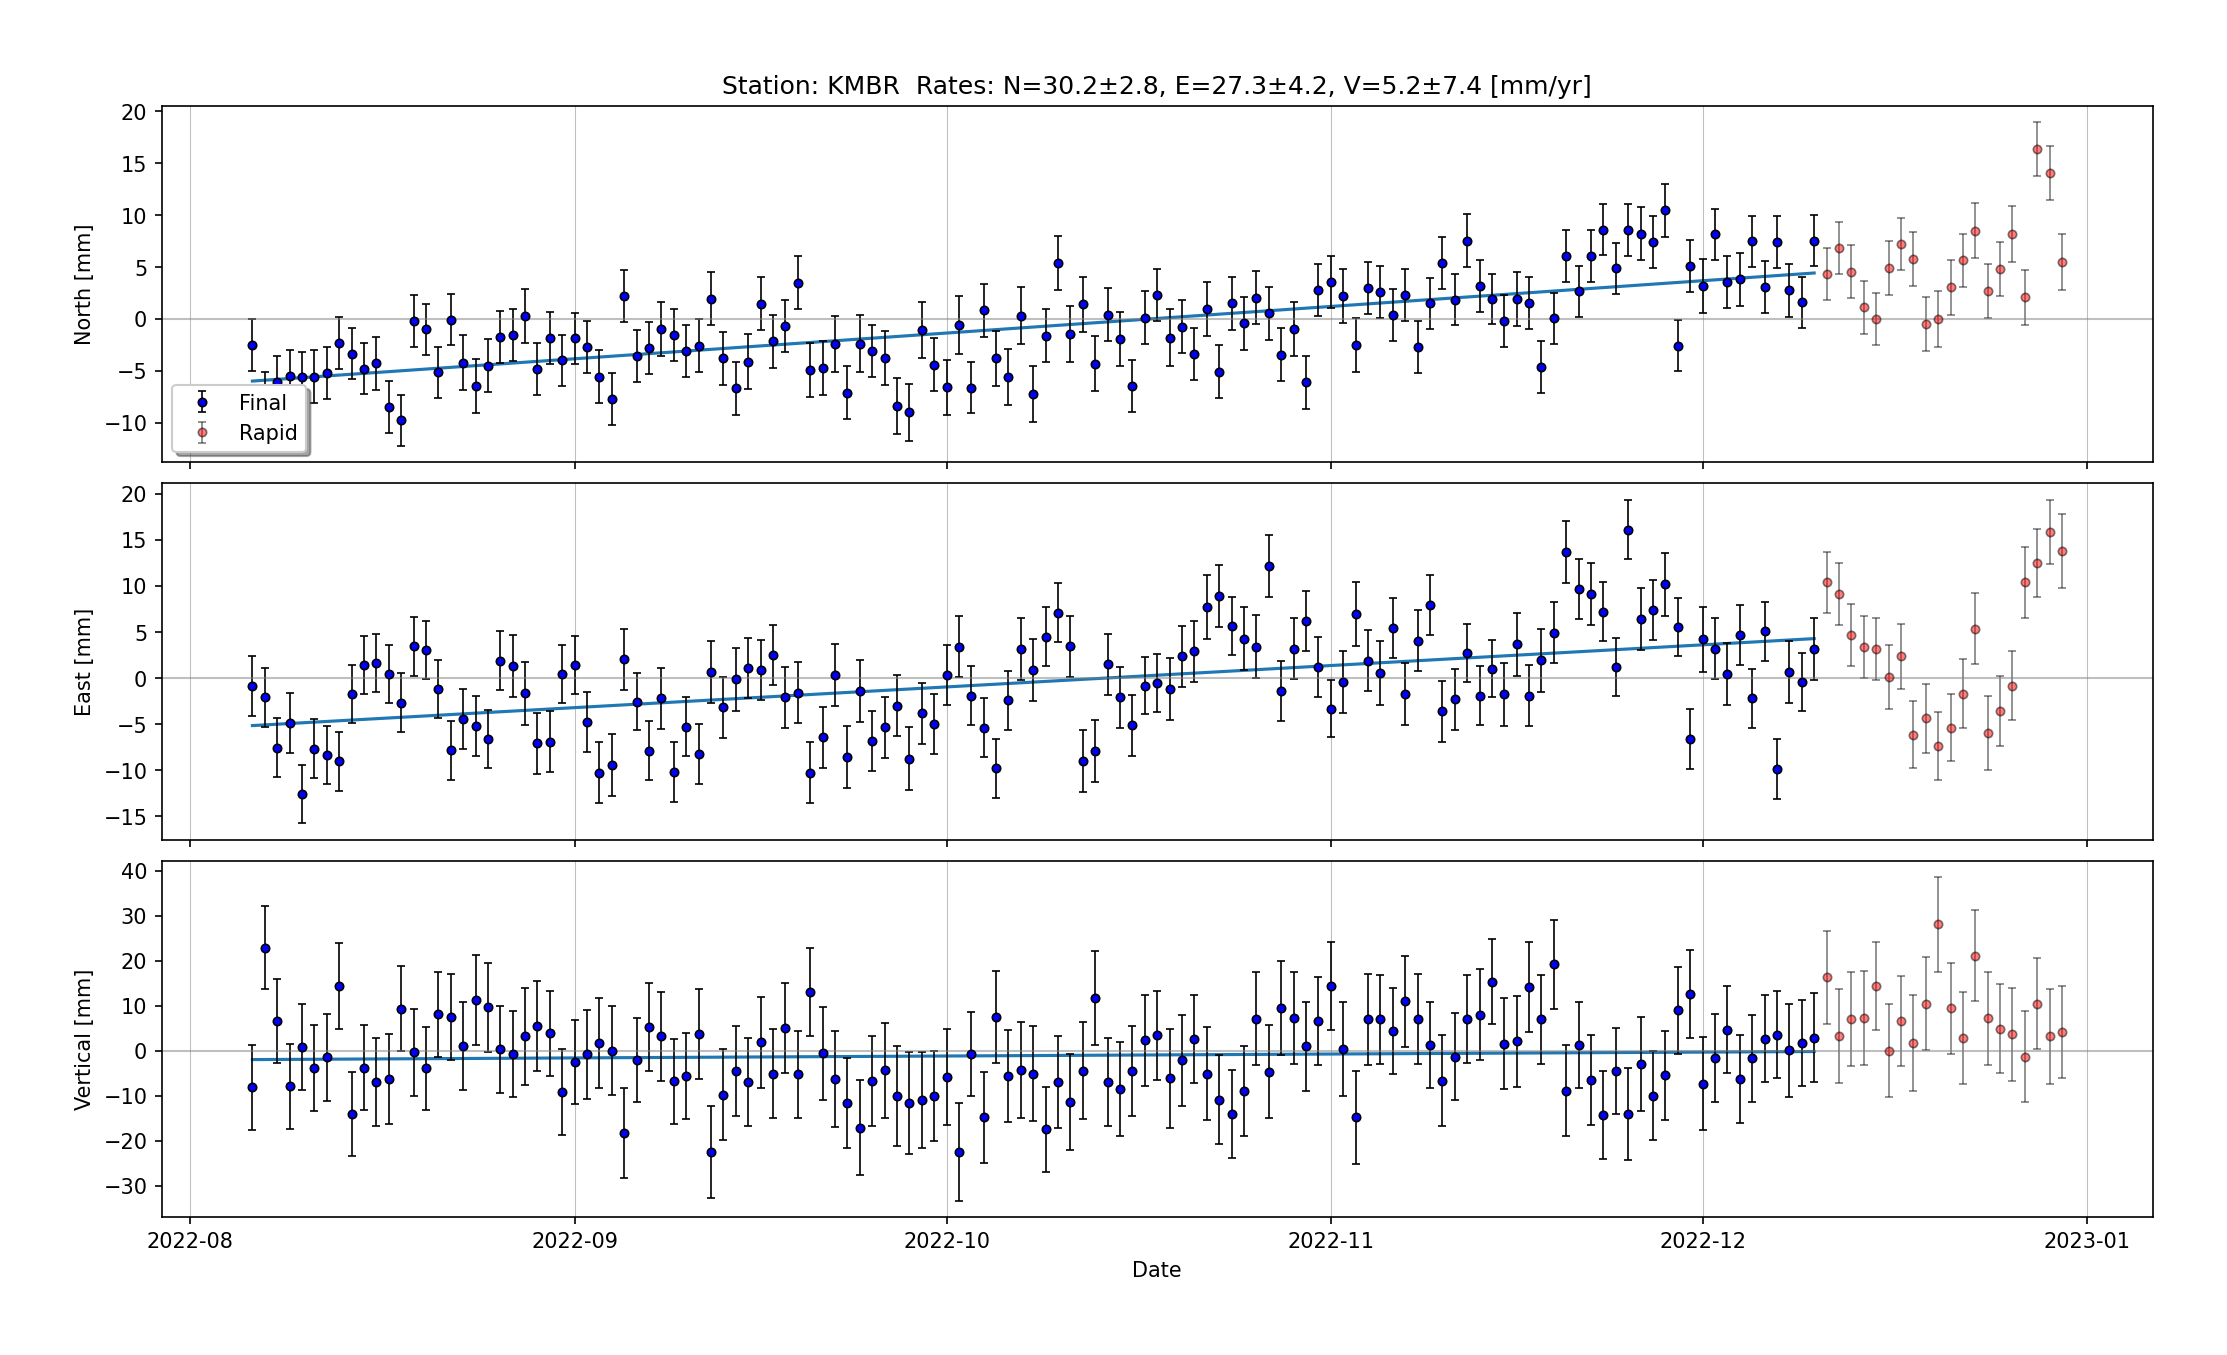 Station: KMBR  Rates: N=30.2±2.8, E=27.3±4.2, V=5.2±7.4 [mm/yr]
20
15
10
5
0
−5
−10
North [mm]
Final
Rapid
20
15
10
5
0
−5
−10
−15
East [mm]
40
30
20
10
0
−10
−20
−30
Vertical [mm]
2022-08 2022-09 2022-10 2022-11 2022-12 2023-01
Date